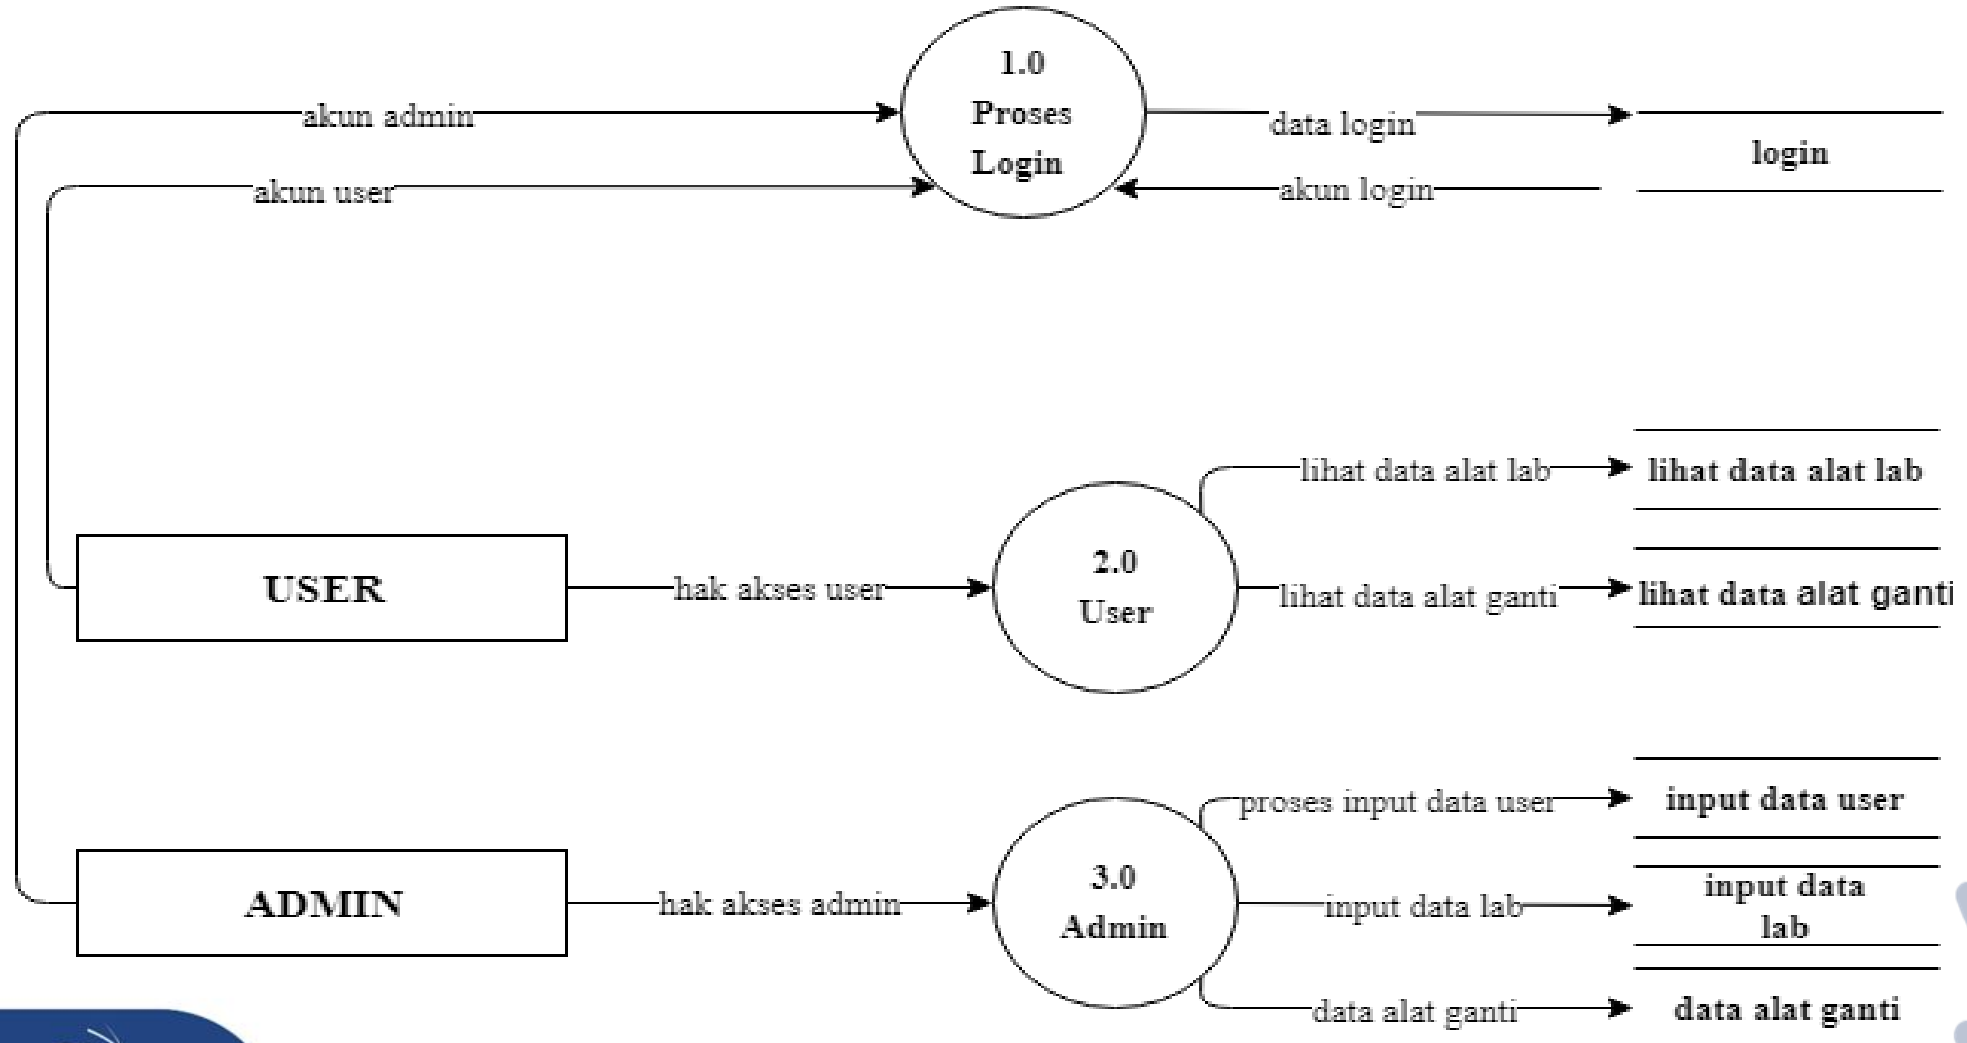 1.0
Proses
Login
akun admin
data login
login
akun user
akun login
lihat data alat lab
lihat data alat lab
2.0
User
USER
hak akses user
lihat data alat ganti
lihat data alat ganti
proses input data user
input data user
3.0
Admin
ADMIN
hak akses admin
input data lab
input data
lab
data alat ganti
data alat ganti